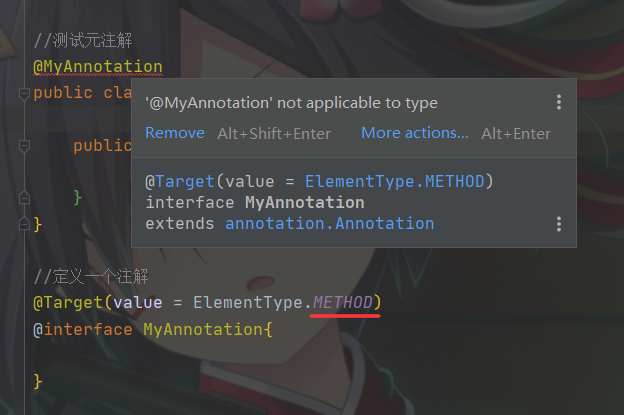 //测试元注解
@MyAnnotation
public cla
'@MyAnnotation' not applicable to type
Remove Alt+Shift+Enter More actions... Alt+Enter
public
@Target(value = ElementType.METHOD)
interface MyAnnotation
extends annotation.Annotation
}
}
//定义一个注解
@Target(value = ElementType.METHOD)
@interface MyAnnotation{
}